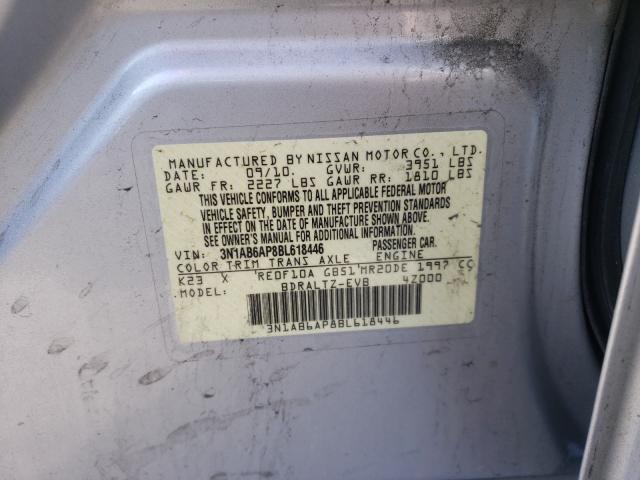 MANUFACTURED BY NISSAN MOTOR CO., LTD.
DATE: 09/10. GVWR: 3951 LBS
GAWR FR: 2227 LBS GAWR RR: 1810 LBS
THIS VEHICLE CONFORMS TO ALL APPLICABLE FEDERAL MOTOR
VEHICLE SAFETY, BUMPER AND THEFT PREVENTION STANDARDS
IN EFFECT ON THE DATE OF MANUFACTURE SHOWN ABOVE.
SEE OWNER'S MANUAL FOR ADDITIONAL INFORMATION.
VIN: 3N1AB6AP8BL618446 PASSENGER CAR.
COLOR TRIM TRANS AXLE ENGINE
K23 X RE0F10A GB51 MR20DE 1997 CC
MODEL: BDRALTZ-EVB 4Z000
3N1AB6AP8BL618446